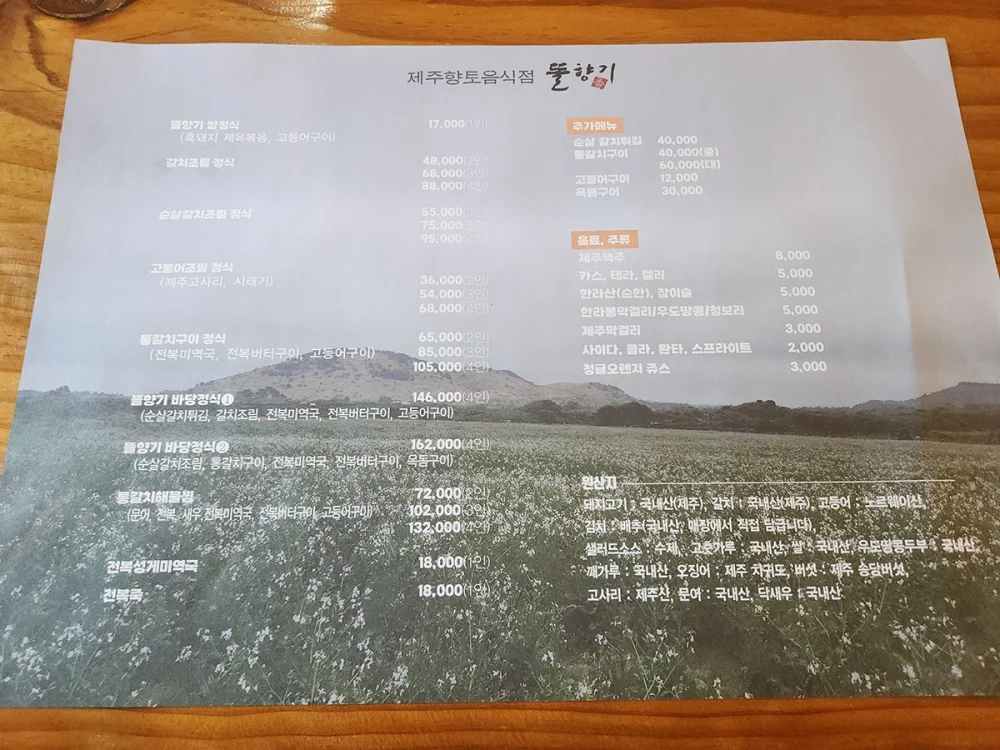 제주향토음식점 뜰향기
뜰향기 쌈정식 17,000(1인)
(흑돼지 제육볶음, 고등어구이)
갈치조림 정식 48,000(2인)
68,000(3인)
88,000(4인)
순살갈치조림 정식 55,000(2인)
75,000(3인)
95,000(4인)
고등어조림 정식
(제주고사리, 시래기) 36,000(2인)
54,000(3인)
68,000(4인)
통갈치구이 정식 65,000(2인)
(전복미역국, 전복버터구이, 고등어구이) 85,000(3인)
105,000(4인)
뜰향기 바당정식❶ 146,000(4인)
(순살갈치튀김, 갈치조림, 전복미역국, 전복버터구이, 고등어구이)
뜰향기 바당정식❷ 162,000(4인)
(순살갈치조림, 통갈치구이, 전복미역국, 전복버터구이, 옥돔구이)
통갈치해물찜 72,000(2인)
(문어, 전복, 새우, 전복미역국, 전복버터구이, 고등어구이) 102,000(3인)
132,000(4인)
전복성게미역국 18,000(1인)
전복죽 18,000(1인)
추가메뉴
순살 갈치튀김 40,000
통갈치구이 40,000(중)
60,000(대)
고등어구이 12,000
옥돔구이 30,000
음료, 주류
제주맥주 8,000
카스, 테라, 켈리 5,000
한라산(순한), 참이슬 5,000
한라봉막걸리/우도땅콩/청보리 5,000
제주막걸리 3,000
사이다, 콜라, 환타, 스프라이트 2,000
청귤오렌지 쥬스 3,000
원산지
돼지고기 : 국내산(제주), 갈치 : 국내산(제주), 고등어 : 노르웨이산,
김치 : 배추(국내산, 매장에서 직접 담급니다),
샐러드소스 : 수제, 고춧가루 : 국내산, 쌀 : 국내산, 우도땅콩두부 : 국내산,
깨가루 : 국내산, 오징어 : 제주 차귀도, 버섯 : 제주 송당버섯,
고사리 : 제주산, 문어 : 국내산, 딱새우 : 국내산